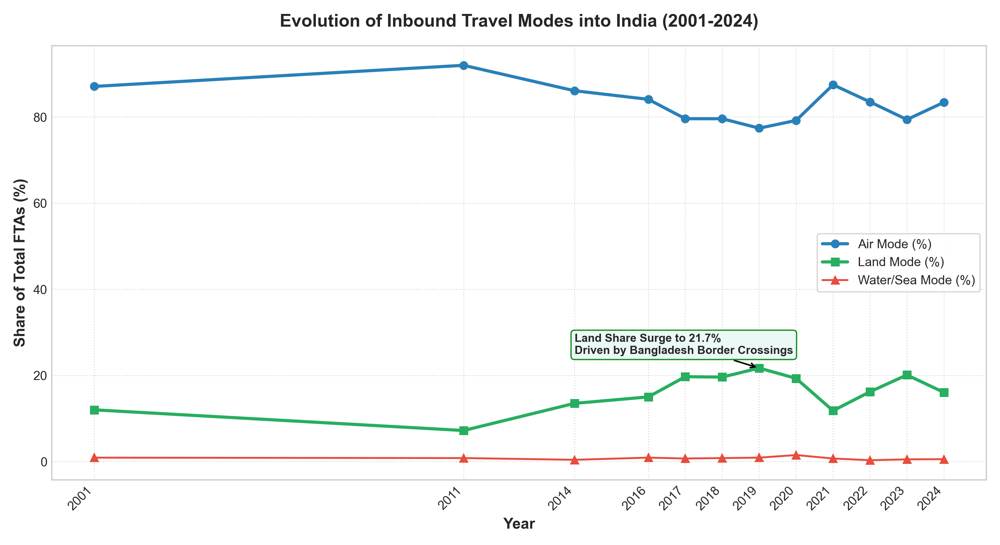 Evolution of Inbound Travel Modes into India (2001-2024)
Share of Total FTAs (%)
80
60
40
20
0
Air Mode (%)
Land Mode (%)
Water/Sea Mode (%)
Land Share Surge to 21.7%
Driven by Bangladesh Border Crossings
2001
2011
2014
2016
2017
2018
2019
2020
2021
2022
2023
2024
Year